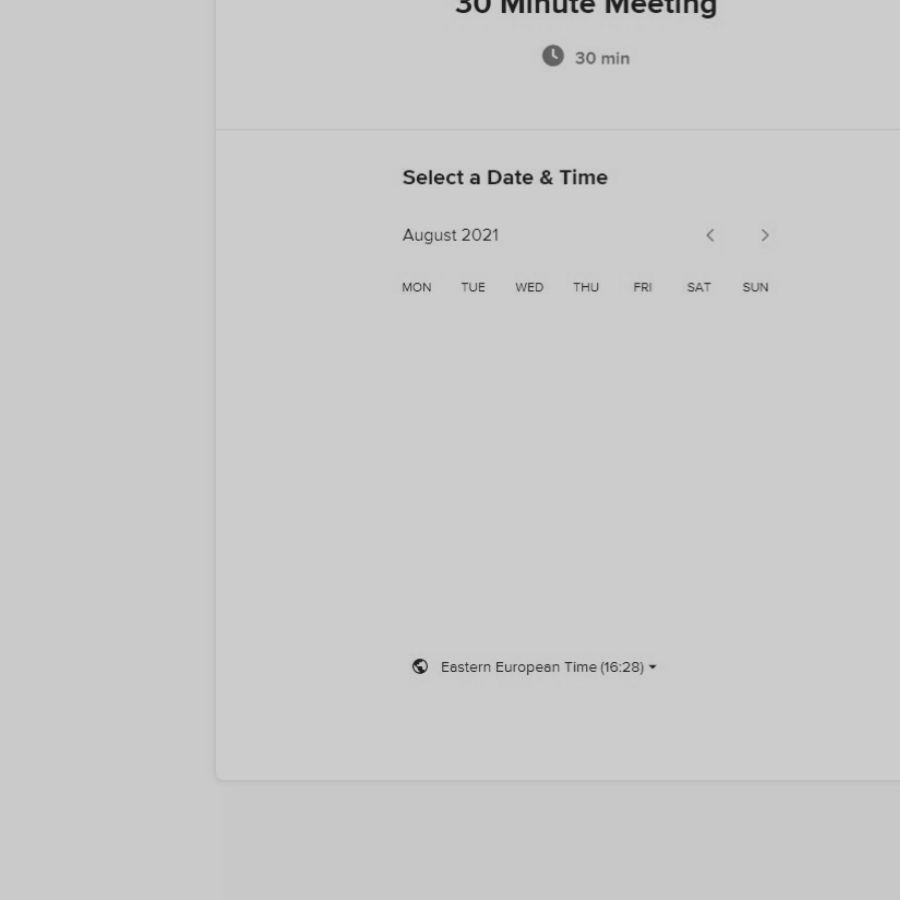 30 Minute Meeting
30 min
Select a Date & Time
August 2021
MON TUE WED THU FRI SAT SUN
Eastern European Time (16:28)